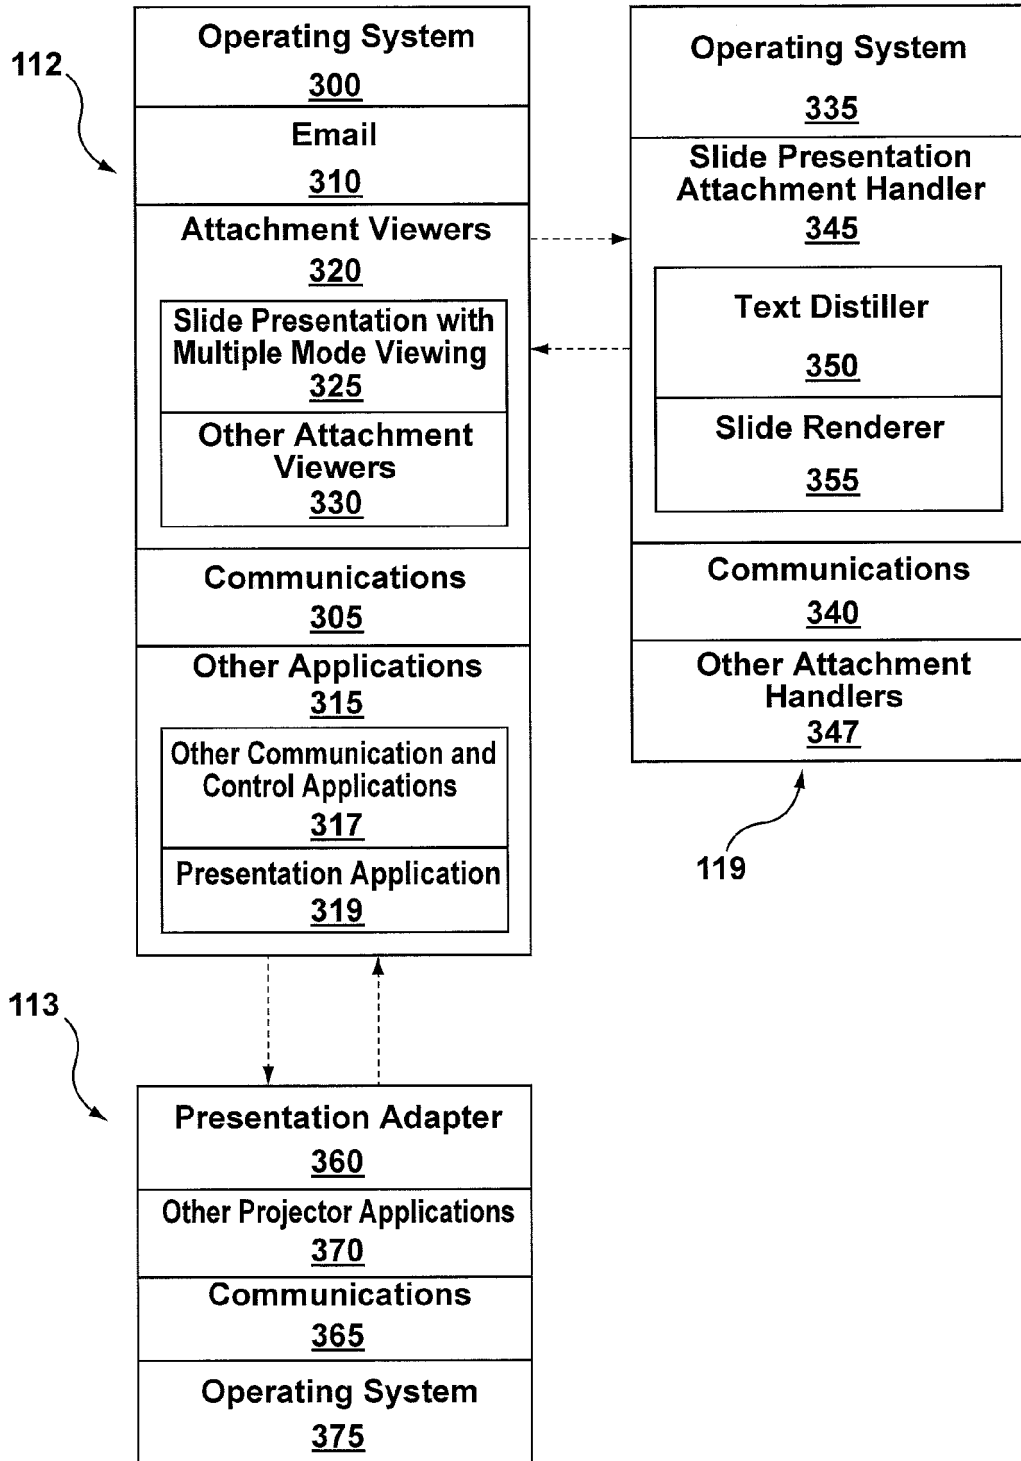 112
Operating System
300
Email
310
Attachment Viewers
320
Slide Presentation with
Multiple Mode Viewing
325
Other Attachment
Viewers
330
Communications
305
Other Applications
315
Other Communication and
Control Applications
317
Presentation Application
319
Operating System
335
Slide Presentation
Attachment Handler
345
Text Distiller
350
Slide Renderer
355
Communications
340
Other Attachment
Handlers
347
119
113
Presentation Adapter
360
Other Projector Applications
370
Communications
365
Operating System
375